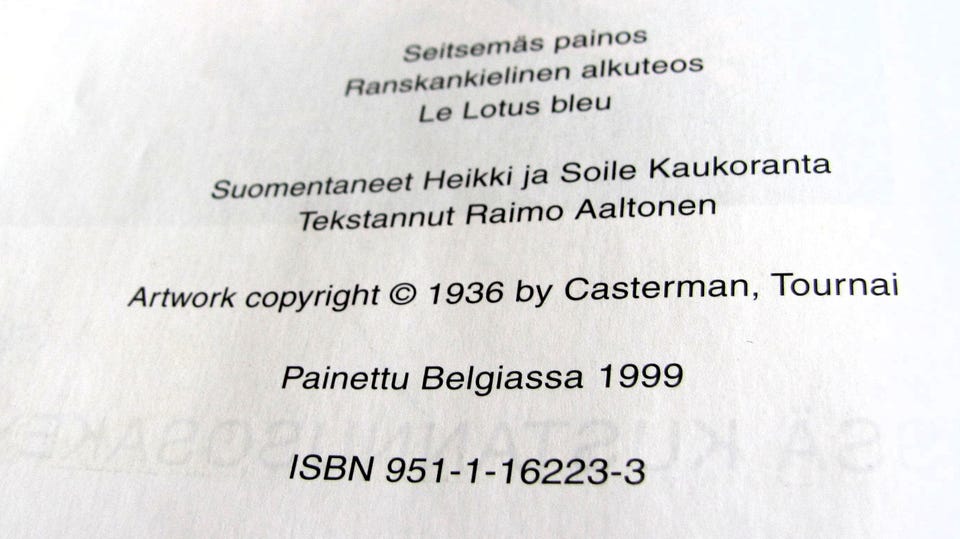 Seitsemäs painos
Ranskankielinen alkuteos
Le Lotus bleu
Suomentaneet Heikki ja Soile Kaukoranta
Tekstannut Raimo Aaltonen
Artwork copyright © 1936 by Casterman, Tournai
Painettu Belgiassa 1999
ISBN 951-1-16223-3